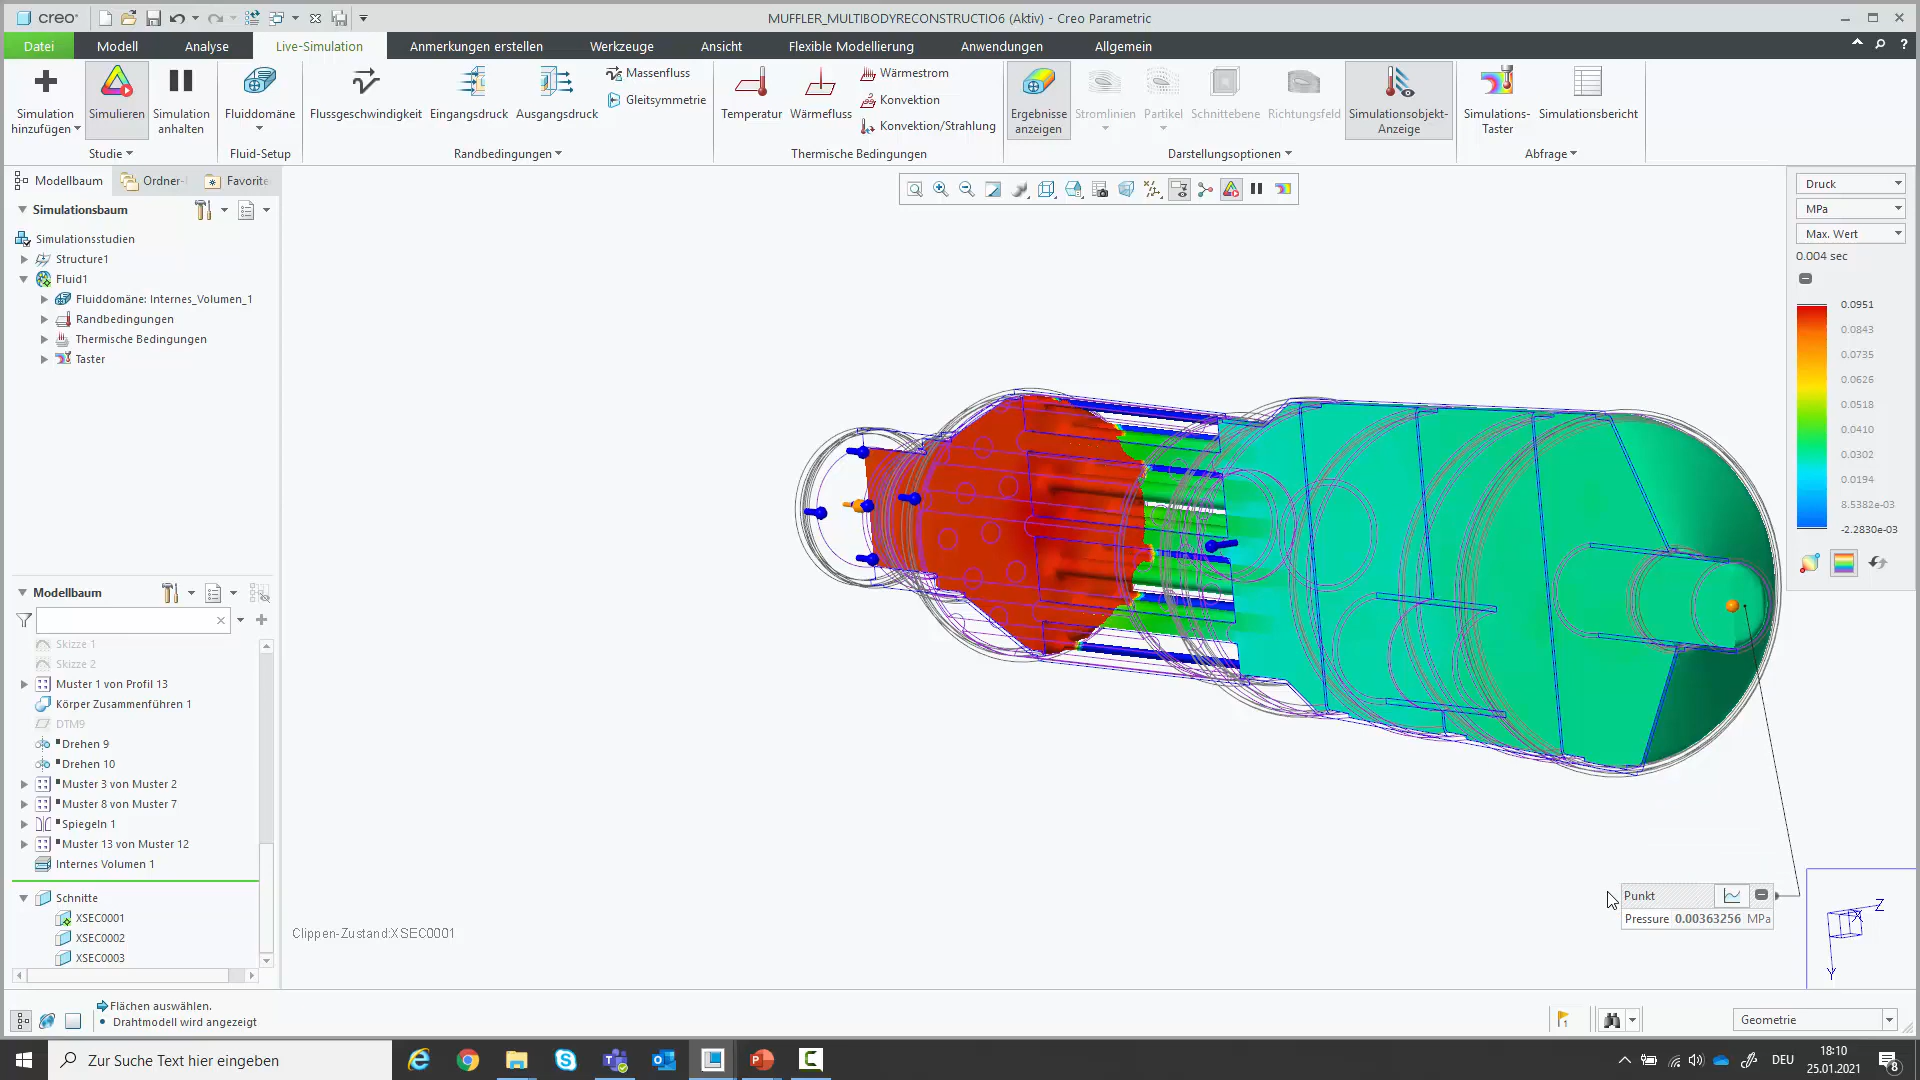 creo
MUFFLER_MULTIBODYRECONSTRUCTIO6 (Aktiv) - Creo Parametric
Datei
Modell
Analyse
Live-Simulation
Anmerkungen erstellen
Werkzeuge
Ansicht
Flexible Modellierung
Anwendungen
Allgemein
Simulation hinzufügen
Simulieren
Simulation anhalten
Fluiddomäne
Flussgeschwindigkeit
Eingangsdruck
Ausgangsdruck
Massenfluss
Gleitsymmetrie
Temperatur
Wärmefluss
Wärmestrom
Konvektion
Konvektion/Strahlung
Ergebnisse anzeigen
Stromlinien
Partikel
Schnittebene
Richtungsfeld
Simulationsobjekt-Anzeige
Simulations-Taster
Simulationsbericht
Studie
Fluid-Setup
Randbedingungen
Thermische Bedingungen
Darstellungsoptionen
Abfrage
Modellbaum
Ordner-
Favorite
Simulationsbaum
Simulationsstudien
Structure1
Fluid1
Fluiddomäne: Internes_Volumen_1
Randbedingungen
Thermische Bedingungen
Taster
Modellbaum
Skizze 1
Skizze 2
Muster 1 von Profil 13
Körper Zusammenführen 1
DTM9
Drehen 9
Drehen 10
Muster 3 von Muster 2
Muster 8 von Muster 7
Spiegeln 1
Muster 13 von Muster 12
Internes Volumen 1
Schnitte
XSEC0001
XSEC0002
XSEC0003
Clippen-Zustand:XSEC0001
Druck
MPa
Max. Wert
0.004 sec
0.0951
0.0843
0.0735
0.0626
0.0518
0.0410
0.0302
0.0194
8.5382e-03
-2.2830e-03
Punkt
Pressure 0.00363256 MPa
X
Z
Y
Flächen auswählen.
Drahtmodell wird angezeigt
1
Geometrie
Zur Suche Text hier eingeben
DEU
18:10
25.01.2021
8